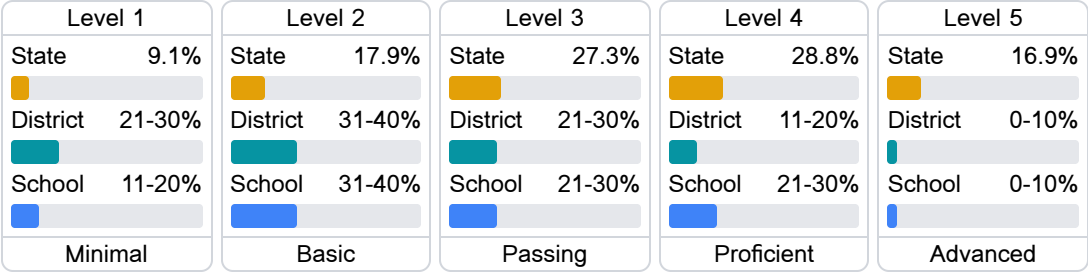 Level 1
State 9.1%
District 21-30%
School 11-20%
Minimal
Level 2
State 17.9%
District 31-40%
School 31-40%
Basic
Level 3
State 27.3%
District 21-30%
School 21-30%
Passing
Level 4
State 28.8%
District 11-20%
School 21-30%
Proficient
Level 5
State 16.9%
District 0-10%
School 0-10%
Advanced